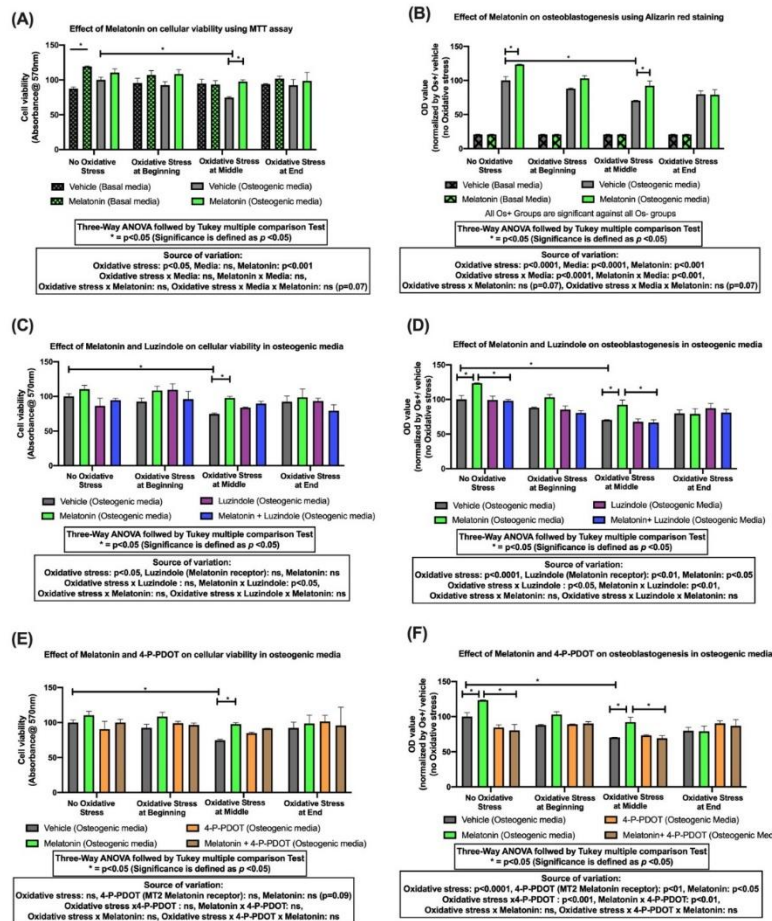 (A)
Effect of Melatonin on cellular viability using MTT assay
Cell viability
(Absorbance@ 570nm)
150
100
50
0
*
*
*
No Oxidative
Stress
Oxidative Stress
at Beginning
Oxidative Stress
at Middle
Oxidative Stress
at End
Vehicle (Basal media)
Vehicle (Osteogenic media)
Melatonin (Basal media)
Melatonin (Osteogenic media)
Three-Way ANOVA follwed by Tukey multiple comparison Test
* = p<0.05 (Significance is defined as p <0.05)
Source of variation:
Oxidative stress: p<0.05, Media: ns, Melatonin: p<0.001
Oxidative stress x Media: ns, Melatonin x Media: ns,
Oxidative stress x Melatonin: ns, Oxidative stress x Media x Melatonin: ns (p=0.07)
(B)
Effect of Melatonin on osteoblastogenesis using Alizarin red staining
OD value
(normalized by Os+/ vehicle
(no Oxidative stress)
150
100
50
0
*
*
*
No Oxidative
Stress
Oxidative Stress
at Beginning
Oxidative Stress
at Middle
Oxidative Stress
at End
Vehicle (Basal Media)
Vehicle (Osteogenic media)
Melatonin (Basal Media)
Melatonin (Osteogenic media)
All Os+ Groups are significant against all Os- groups
Three-Way ANOVA follwed by Tukey multiple comparison Test
* = p<0.05 (Significance is defined as p <0.05)
Source of variation:
Oxidative stress: p<0.0001, Media: p<0.0001, Melatonin: p<0.001
Oxidative stress x Media: p<0.0001, Melatonin x Media: p<0.001,
Oxidative stress x Melatonin: ns (p=0.07), Oxidative stress x Media x Melatonin: ns (p=0.07)
(C)
Effect of Melatonin and Luzindole on cellular viability in osteogenic media
Cell viability
(Absorbance@ 570nm)
150
100
50
0
*
*
No Oxidative
Stress
Oxidative Stress
at Beginning
Oxidative Stress
at Middle
Oxidative Stress
at End
Vehicle (Osteogenic media)
Luzindole (Osteogenic media)
Melatonin (Osteogenic media)
Melatonin + Luzindole (Osteogenic media)
Three-Way ANOVA follwed by Tukey multiple comparison Test
* = p<0.05 (Significance is defined as p <0.05)
Source of variation:
Oxidative stress: p<0.05, Luzindole (Melatonin receptor): ns, Melatonin: ns
Oxidative stress x Luzindole : ns, Melatonin x Luzindole: p<0.05,
Oxidative stress x Melatonin: ns, Oxidative stress x Luzindole x Melatonin: ns
(D)
Effect of Melatonin and Luzindole on osteoblastogenesis in osteogenic media
OD value
(normalized by Os+/ vehicle
(no Oxidative stress)
150
100
50
0
*
*
*
*
*
No Oxidative
Stress
Oxidative Stress
at Beginning
Oxidative Stress
at Middle
Oxidative Stress
at End
Vehicle (Osteogenic media)
Luzindole (Osteogenic media)
Melatonin (Osteogenic media)
Melatonin+ Luzindole (Osteogenic media)
Three-Way ANOVA follwed by Tukey multiple comparison Test
* = p<0.05 (Significance is defined as p <0.05)
Source of variation:
Oxidative stress: p<0.0001, Luzindole (Melatonin receptor): p<0.01, Melatonin: p<0.05
Oxidative stress x Luzindole : p<0.05, Melatonin x Luzindole: p<0.01,
Oxidative stress x Melatonin: ns, Oxidative stress x Luzindole x Melatonin: ns
(E)
Effect of Melatonin and 4-P-PDOT on cellular viability in osteogenic media
Cell viability
(Absorbance@ 570nm)
150
100
50
0
*
*
No Oxidative
Stress
Oxidative Stress
at Beginning
Oxidative Stress
at Middle
Oxidative Stress
at End
Vehicle (Osteogenic media)
4-P-PDOT (Osteogenic media)
Melatonin (Osteogenic media)
Melatonin + 4-P-PDOT (Osteogenic media)
Three-Way ANOVA follwed by Tukey multiple comparison Test
* = p<0.05 (Significance is defined as p <0.05)
Source of variation:
Oxidative stress: ns, 4-P-PDOT (MT2 Melatonin receptor): ns, Melatonin: ns (p=0.09)
Oxidative stress x4-P-PDOT : ns, Melatonin x 4-P-PDOT: ns,
Oxidative stress x Melatonin: ns, Oxidative stress x 4-P-PDOT x Melatonin: ns
(F)
Effect of Melatonin and 4-P-PDOT on osteoblastogenesis in osteogenic media
OD value
(normalized by Os+/ vehicle
(no Oxidative stress)
150
100
50
0
*
*
*
*
*
No Oxidative
Stress
Oxidative Stress
at Beginning
Oxidative Stress
at Middle
Oxidative Stress
at End
Vehicle (Osteogenic media)
4-P-PDOT (Osteogenic media)
Melatonin (Osteogenic media)
Melatonin+ 4-P-PDOT (Osteogenic Med
Three-Way ANOVA follwed by Tukey multiple comparison Test
* = p<0.05 (Significance is defined as p <0.05)
Source of variation:
Oxidative stress: p<0.0001, 4-P-PDOT (MT2 Melatonin receptor): p<01, Melatonin: p<0.05
Oxidative stress x4-PDOT : p<0.001, Melatonin x 4-PDOT: p<0.01,
Oxidative stress x Melatonin: ns, Oxidative stress x 4-P-PDOT x Melatonin: ns